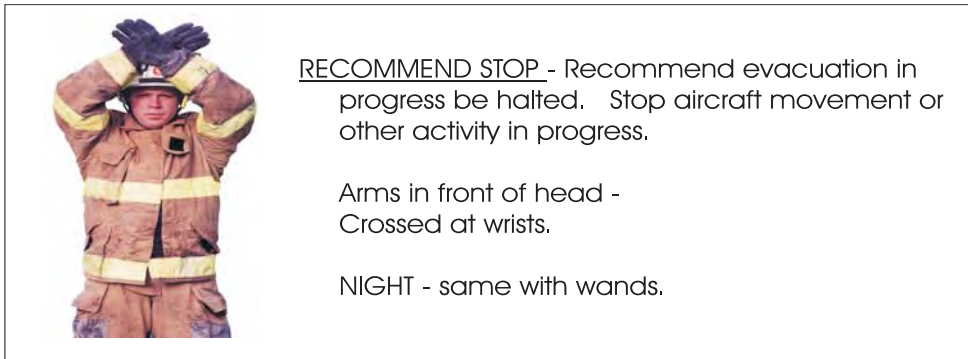 RECOMMEND STOP - Recommend evacuation in
progress be halted. Stop aircraft movement or
other activity in progress.
Arms in front of head -
Crossed at wrists.
NIGHT - same with wands.